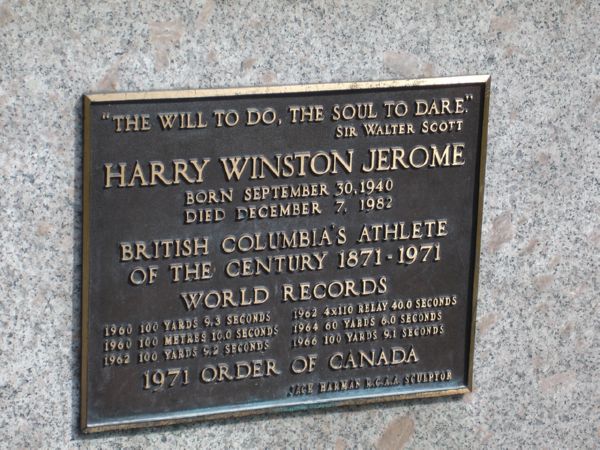 "THE WILL TO DO, THE SOUL TO DARE."
SIR WALTER SCOTT
HARRY WINSTON JEROME
BORN SEPTEMBER 30, 1940
DIED DECEMBER 7, 1982
BRITISH COLUMBIA'S ATHLETE
OF THE CENTURY 1871-1971
WORLD RECORDS
1960 100 YARDS 9.3 SECONDS
1960 100 METRES 10.0 SECONDS
1962 100 YARDS 9.2 SECONDS
1962 4x110 RELAY 40.0 SECONDS
1964 60 YARDS 6.0 SECONDS
1966 100 YARDS 9.1 SECONDS
1971 ORDER OF CANADA
JACK HARMAN R.C.A.A. SCULPTOR